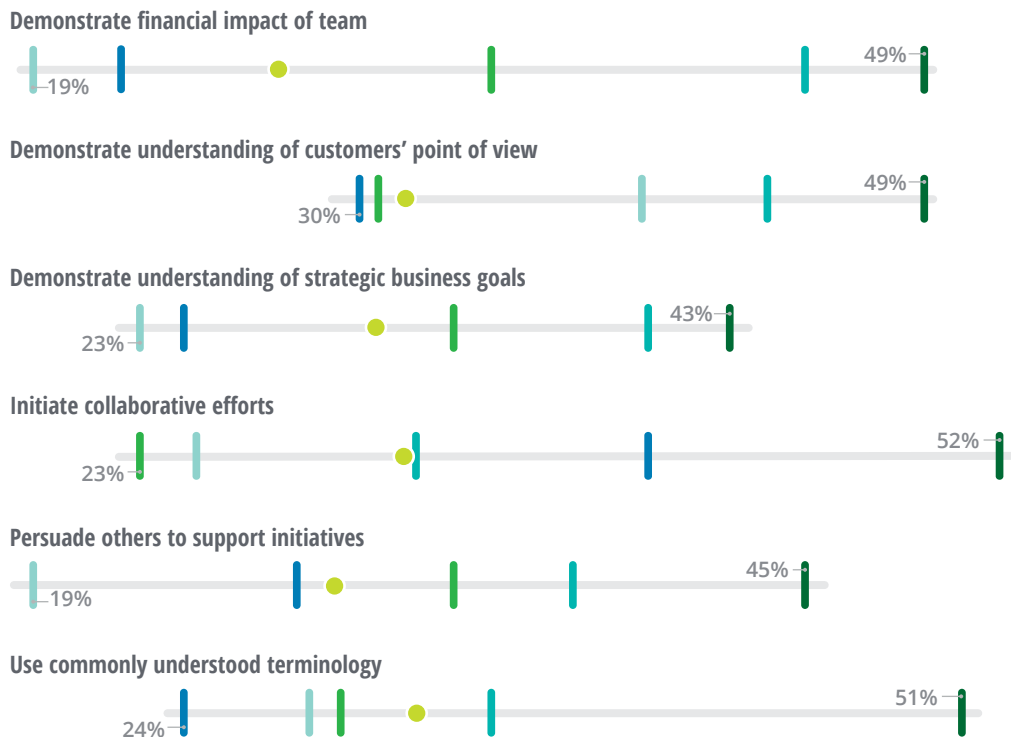 Demonstrate financial impact of team
49%
19%
Demonstrate understanding of customers’ point of view
49%
30%
Demonstrate understanding of strategic business goals
43%
23%
Initiate collaborative efforts
52%
23%
Persuade others to support initiatives
45%
19%
Use commonly understood terminology
51%
24%